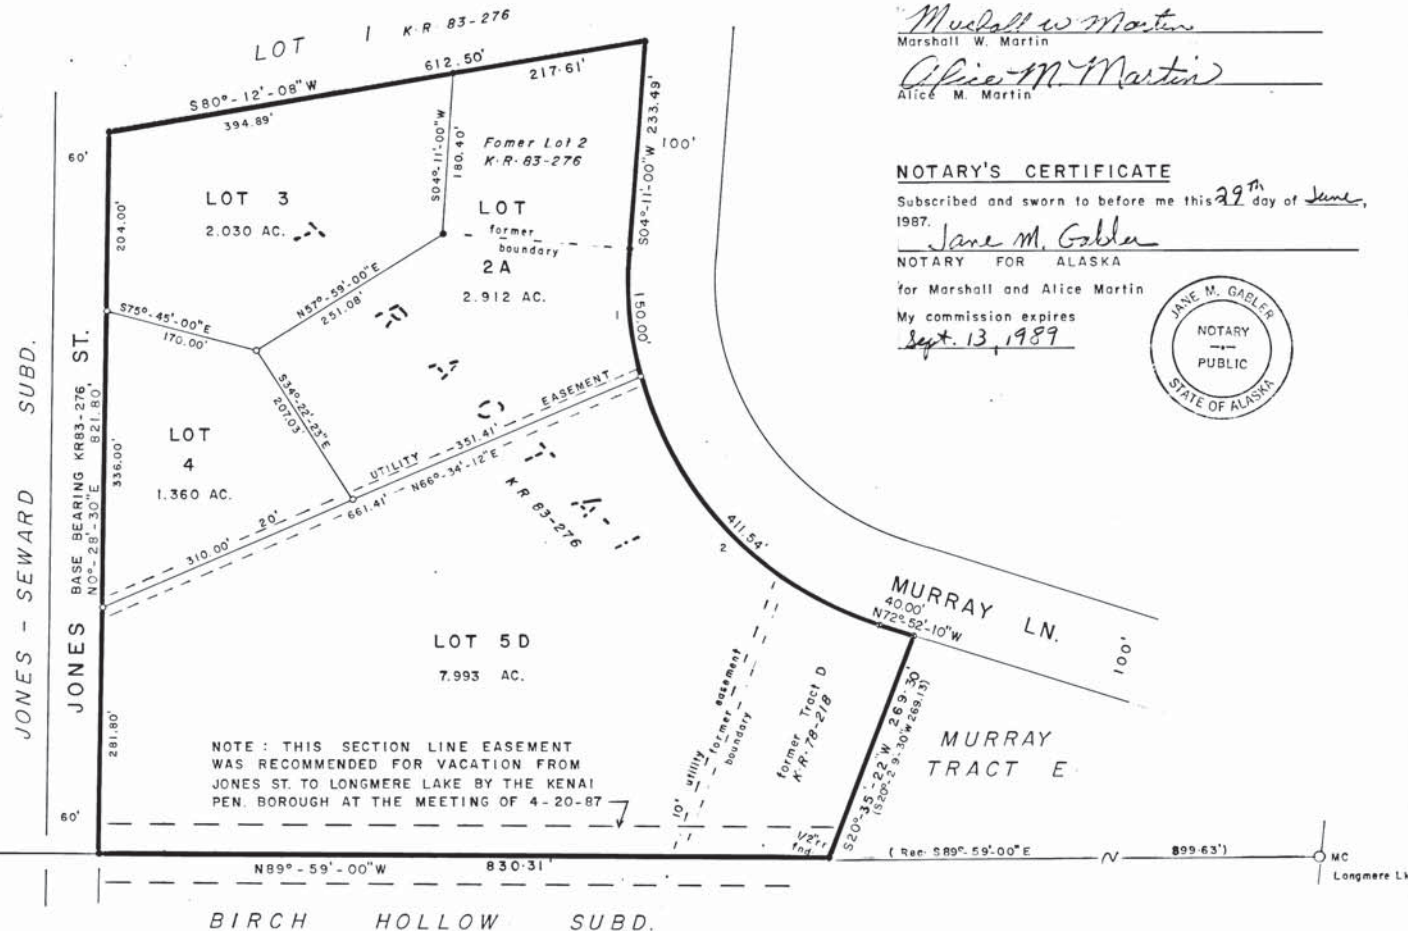 LOT 1 K·R· 83-276
612.50'
S80°-12'-08"W
394.89'
217·61'
60'
204.00'
LOT 3
2.030 AC.
S04°-11'-00"W
180.40'
Fomer Lot 2
K·R· 83-276
S04°-11'-00"W 233.49'
100'
LOT
former
boundary
2A
2.912 AC.
N57°-59'-00"E
251.08'
S75°-45'-00"E
170.00'
S34°-22'-23"E
207.03'
1
150.00'
JONES - SEWARD SUBD.
JONES ST.
BASE BEARING KR83-276
N0°-28'-30"E 821.80'
336.00'
LOT
4
1.360 AC.
UTILITY EASEMENT
351.41'
20'
310.00'
661.41' N66°-34'-12"E
TRACT A-1
KR 83-276
2
411.54'
MURRAY LN.
40.00'
N72°-52'-10"W
100'
LOT 5D
7.993 AC.
281.80'
10' utility easement
former
boundary
former Tract D
K·R· 78-218
S20°-35'-22"W 269·30'
MURRAY
TRACT E
NOTE : THIS SECTION LINE EASEMENT
WAS RECOMMENDED FOR VACATION FROM
JONES ST. TO LONGMERE LAKE BY THE KENAI
PEN. BOROUGH AT THE MEETING OF 4-20-87
60'
1/2"rr
fnd.
N89°-59'-00"W 830·31'
( Rec. S89°-59'-00"E 899·63')
MC
Longmere Lk
BIRCH HOLLOW SUBD.
Marshall W. Martin
Marshall W. Martin
Alice M. Martin
Alice M. Martin
NOTARY'S CERTIFICATE
Subscribed and sworn to before me this 29th day of June,
1987.
Jane M. Gabler
NOTARY FOR ALASKA
for Marshall and Alice Martin
My commission expires
Sept. 13, 1989
JANE M. GABLER
NOTARY
PUBLIC
STATE OF ALASKA